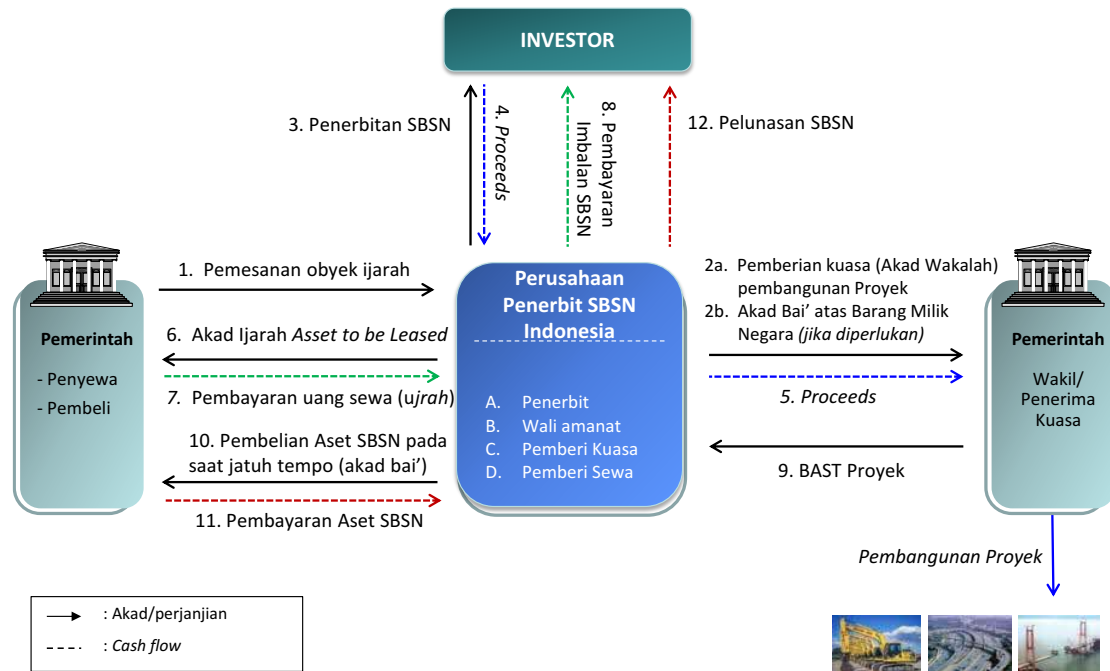 INVESTOR
3. Penerbitan SBSN
4. Proceeds
8. Pembayaran
Imbalan SBSN
12. Pelunasan SBSN
1. Pemesanan obyek ijarah
6. Akad Ijarah Asset to be Leased
7. Pembayaran uang sewa (ujrah)
10. Pembelian Aset SBSN pada
saat jatuh tempo (akad bai’)
11. Pembayaran Aset SBSN
Pemerintah
- Penyewa
- Pembeli
Perusahaan
Penerbit SBSN
Indonesia
A. Penerbit
B. Wali amanat
C. Pemberi Kuasa
D. Pemberi Sewa
2a. Pemberian kuasa (Akad Wakalah)
pembangunan Proyek
2b. Akad Bai’ atas Barang Milik
Negara (jika diperlukan)
5. Proceeds
9. BAST Proyek
Pemerintah
Wakil/
Penerima
Kuasa
Pembangunan Proyek
: Akad/perjanjian
: Cash flow